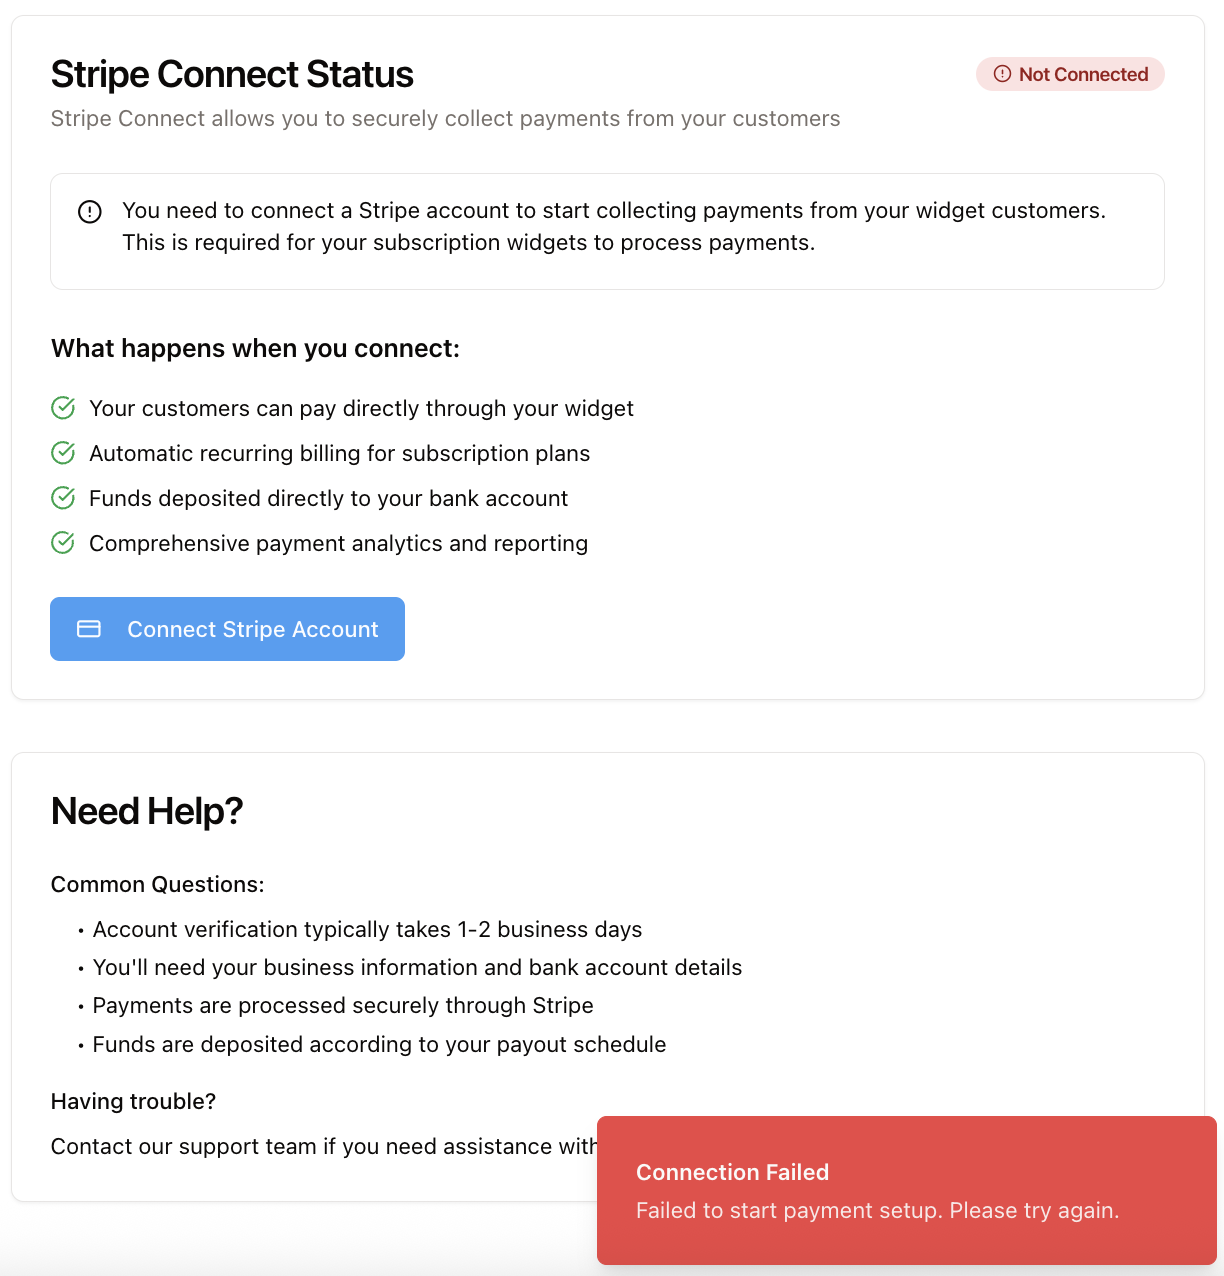 Stripe Connect Status
Not Connected
Stripe Connect allows you to securely collect payments from your customers
You need to connect a Stripe account to start collecting payments from your widget customers.
This is required for your subscription widgets to process payments.
What happens when you connect:
Your customers can pay directly through your widget
Automatic recurring billing for subscription plans
Funds deposited directly to your bank account
Comprehensive payment analytics and reporting
Connect Stripe Account
Need Help?
Common Questions:
• Account verification typically takes 1-2 business days
• You'll need your business information and bank account details
• Payments are processed securely through Stripe
• Funds are deposited according to your payout schedule
Having trouble?
Contact our support team if you need assistance with
Connection Failed
Failed to start payment setup. Please try again.